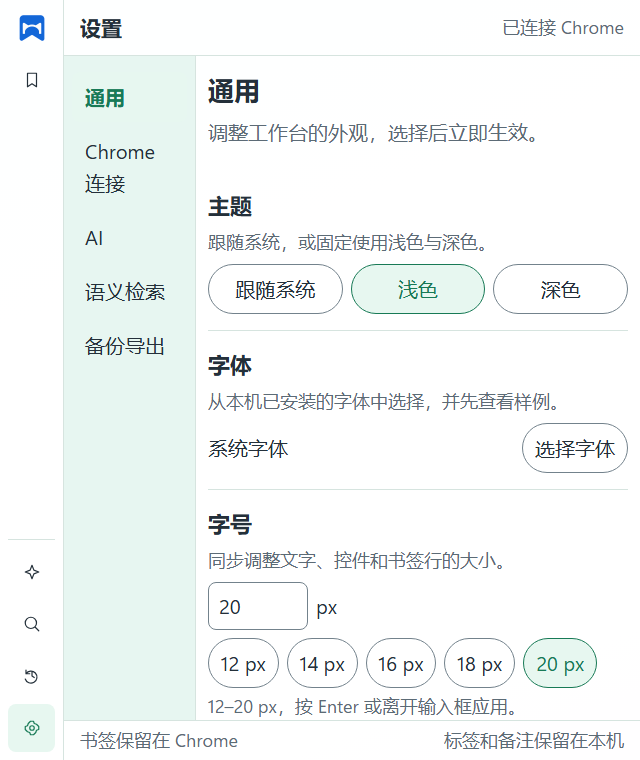 设置
已连接 Chrome
通用
Chrome
连接
AI
语义检索
备份导出
通用
调整工作台的外观，选择后立即生效。
主题
跟随系统，或固定使用浅色与深色。
跟随系统
浅色
深色
字体
从本机已安装的字体中选择，并先查看样例。
系统字体
选择字体
字号
同步调整文字、控件和书签行的大小。
20 px
12 px
14 px
16 px
18 px
20 px
12–20 px，按 Enter 或离开输入框应用。
书签保留在 Chrome
标签和备注保留在本机